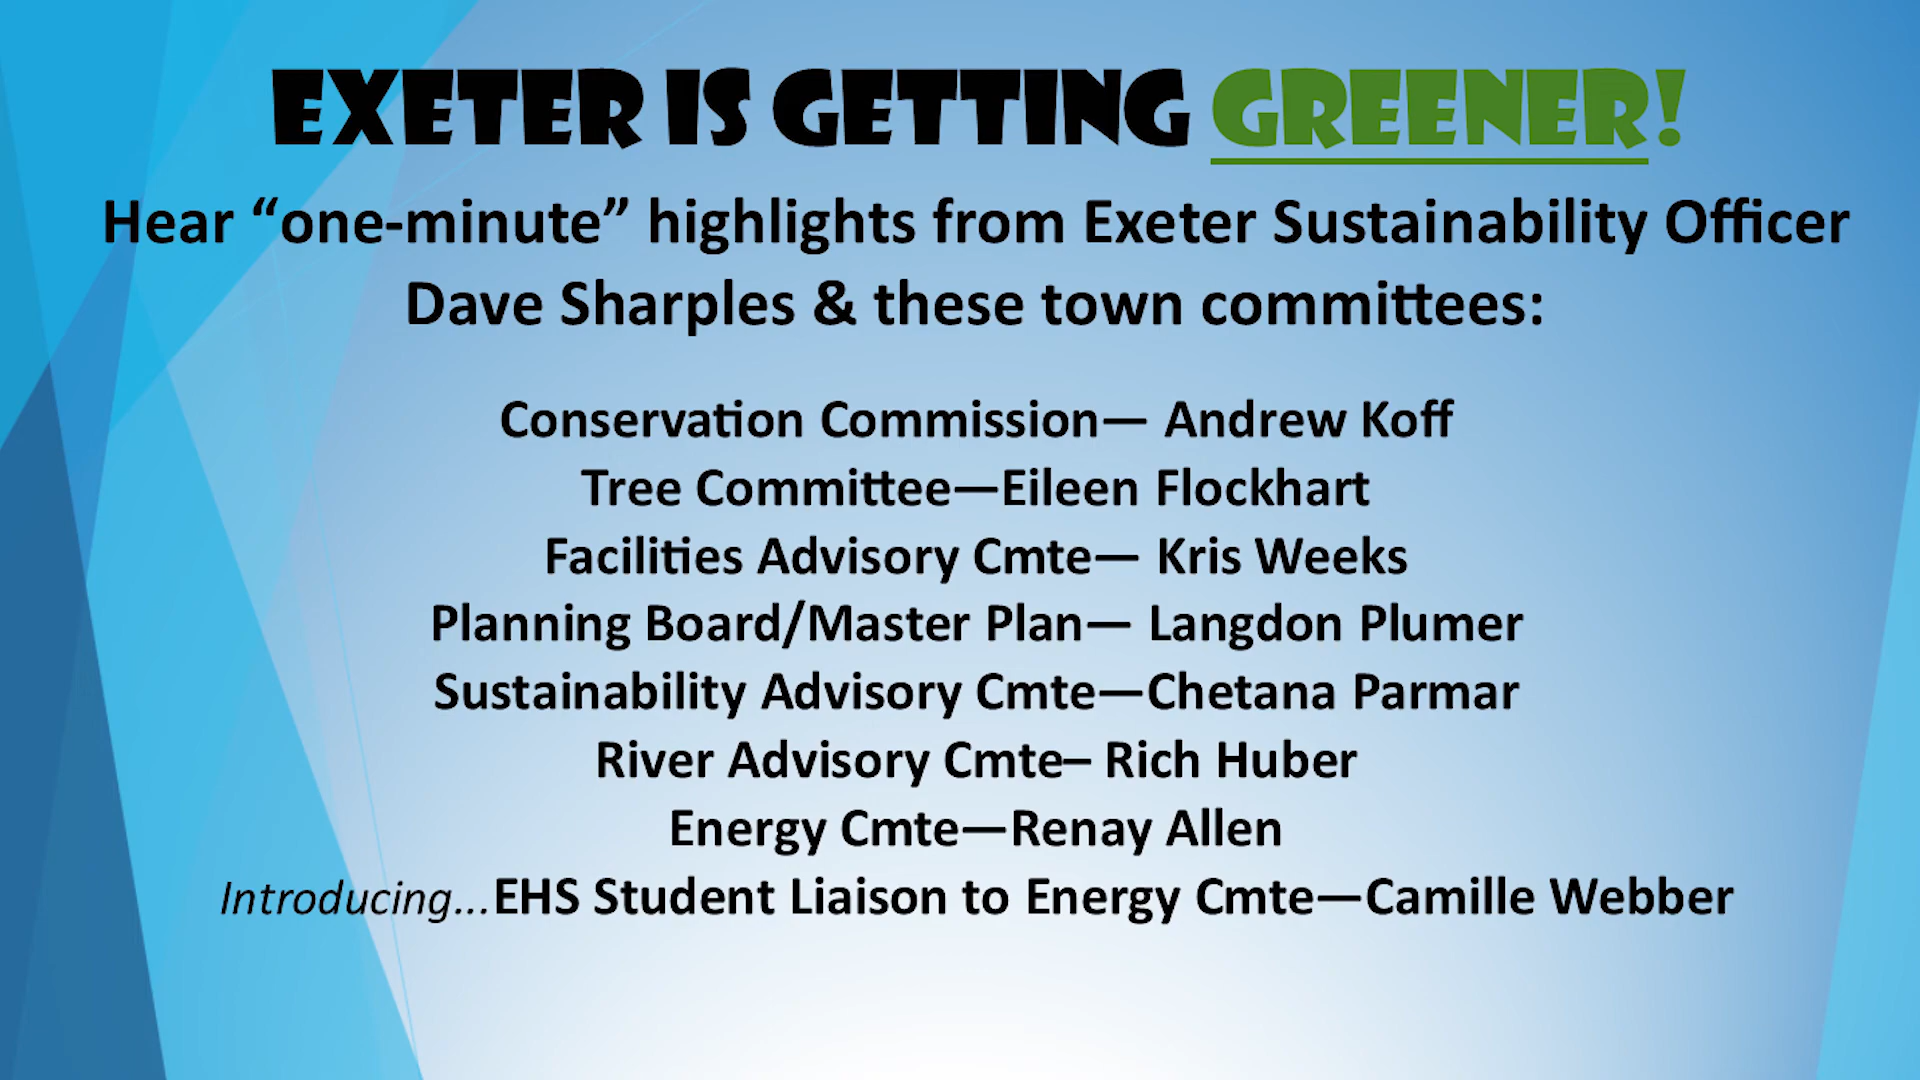 EXETER IS GETTING GREENER!
Hear “one-minute” highlights from Exeter Sustainability Officer
Dave Sharples & these town committees:
Conservation Commission— Andrew Koff
Tree Committee—Eileen Flockhart
Facilities Advisory Cmte— Kris Weeks
Planning Board/Master Plan— Langdon Plumer
Sustainability Advisory Cmte—Chetana Parmar
River Advisory Cmte– Rich Huber
Energy Cmte—Renay Allen
Introducing...EHS Student Liaison to Energy Cmte—Camille Webber